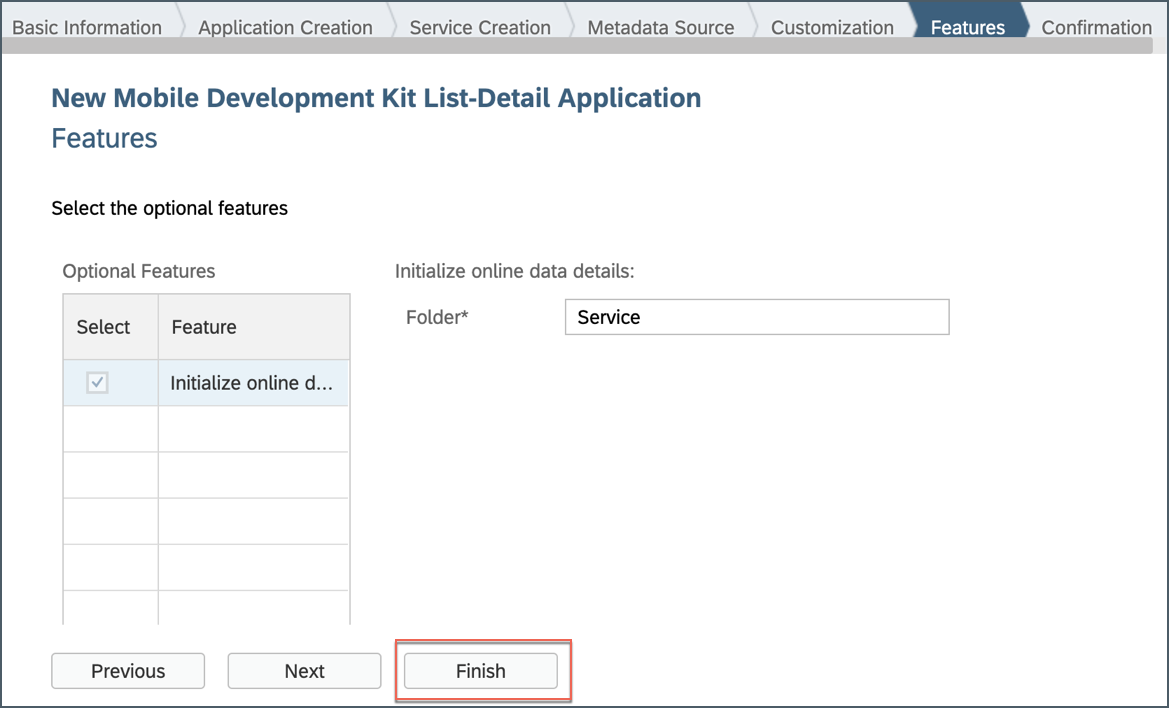 Basic Information Application Creation Service Creation Metadata Source Customization Features Confirmation
New Mobile Development Kit List-Detail Application
Features
Select the optional features
Optional Features Initialize online data details:
Select Feature Folder* Service
Initialize online d...
Previous Next Finish